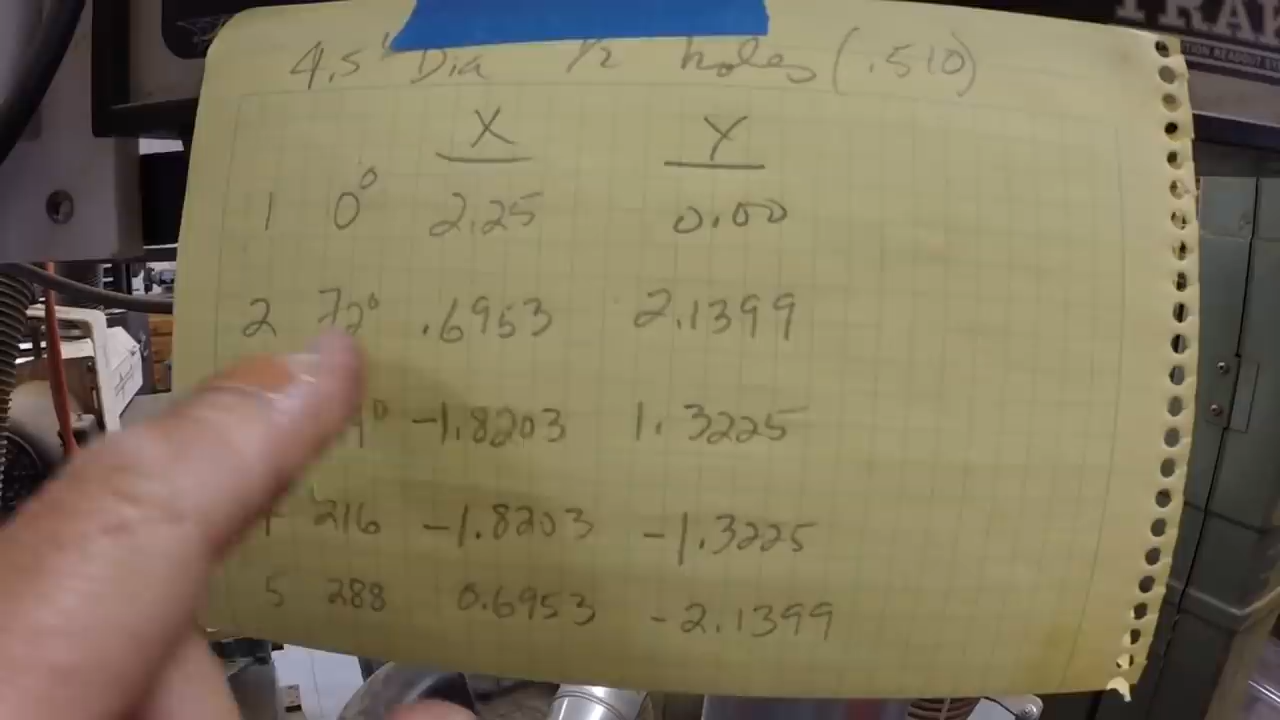 4.5" Dia 1/2 holes (.510)
X Y
1 0° 2.25 0.00
2 72° .6953 2.1399
-1.8203 1.3225
216 -1.8203 -1.3225
5 288 0.6953 -2.1399